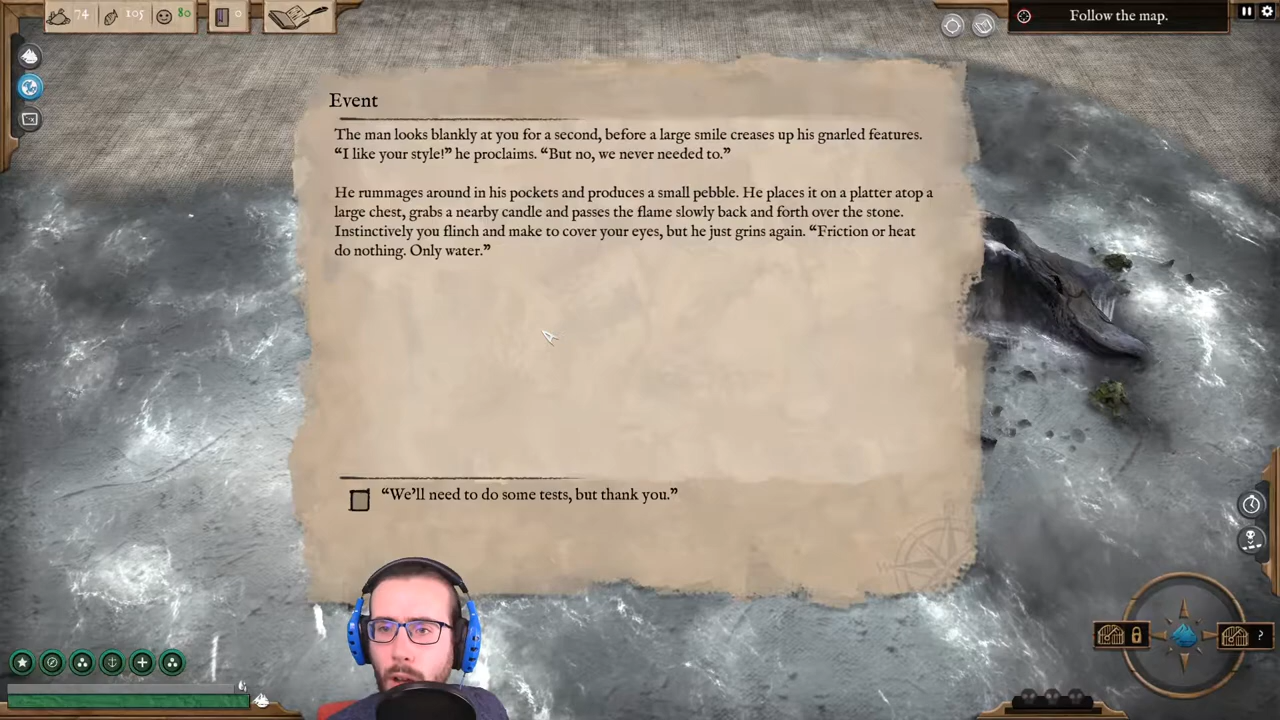 74 105 80 0
Follow the map.
Event
The man looks blankly at you for a second, before a large smile creases up his gnarled features.
“I like your style!” he proclaims. “But no, we never needed to.”
He rummages around in his pockets and produces a small pebble. He places it on a platter atop a
large chest, grabs a nearby candle and passes the flame slowly back and forth over the stone.
Instinctively you flinch and make to cover your eyes, but he just grins again. “Friction or heat
do nothing. Only water.”
“We’ll need to do some tests, but thank you.”
?